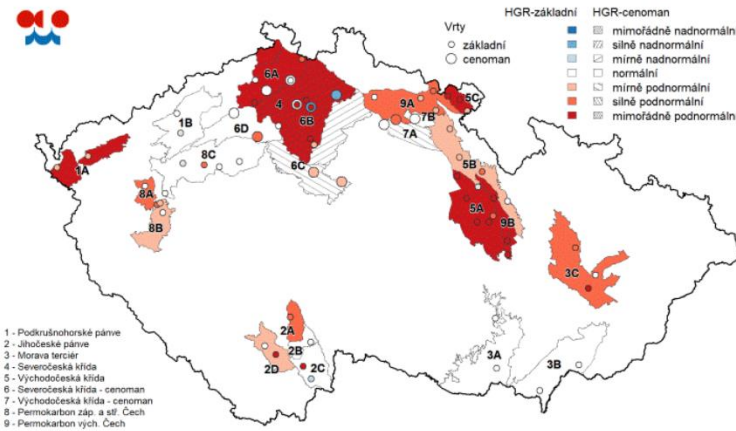 HGR-základní HGR-cenoman
Vrty
základní
cenoman
mimořádně nadnormální
silně nadnormální
mírně nadnormální
normální
mírně podnormální
silně podnormální
mimořádně podnormální
6A
5C
9A
4
1B
6B
7B
6D
7A
8C
6C
5B
1A
8A
5A
8B
9B
3C
2A
2B
3A
3B
2D
2C
1 - Podkrušnohorské pánve
2 - Jihočeské pánve
3 - Morava terciér
4 - Severočeská křída
5 - Východočeská křída
6 - Severočeská křída - cenoman
7 - Východočeská křída - cenoman
8 - Permokarbon záp. a stř. Čech
9 - Permokarbon vých. Čech